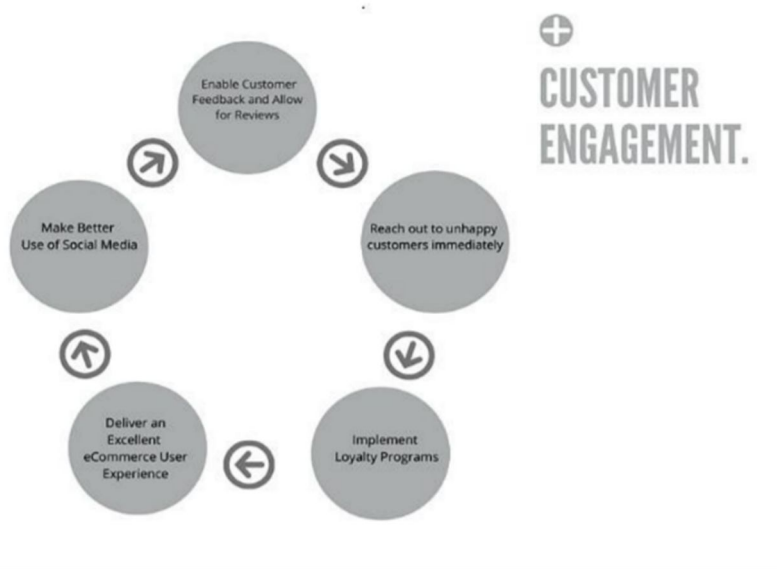 CUSTOMER
ENGAGEMENT.
Enable Customer
Feedback and Allow
for Reviews
Reach out to unhappy
customers immediately
Implement
Loyalty Programs
Deliver an
Excellent
eCommerce User
Experience
Make Better
Use of Social Media